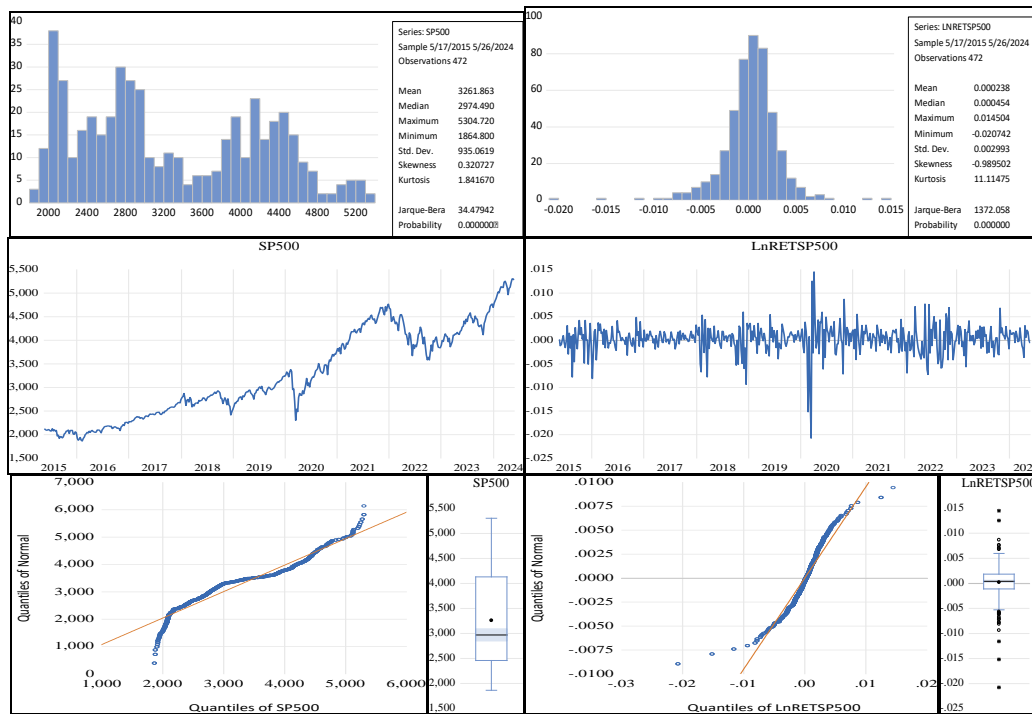 40
35
30
25
20
15
10
5
0
2000 2400 2800 3200 3600 4000 4400 4800 5200
Series: SP500
Sample 5/17/2015 5/26/2024
Observations 472
Mean 3261.863
Median 2974.490
Maximum 5304.720
Minimum 1864.800
Std. Dev. 935.0619
Skewness 0.320727
Kurtosis 1.841670
Jarque-Bera 34.47942
Probability 0.000000
100
80
60
40
20
0
-0.020 -0.015 -0.010 -0.005 0.000 0.005 0.010 0.015
Series: LNRETSP500
Sample 5/17/2015 5/26/2024
Observations 472
Mean 0.000238
Median 0.000454
Maximum 0.014504
Minimum -0.020742
Std. Dev. 0.002993
Skewness -0.989502
Kurtosis 11.11475
Jarque-Bera 1372.058
Probability 0.000000
SP500
5,500
5,000
4,500
4,000
3,500
3,000
2,500
2,000
1,500
2015 2016 2017 2018 2019 2020 2021 2022 2023 2024
LnRETSP500
.015
.010
.005
.000
-.005
-.010
-.015
-.020
-.025
2015 2016 2017 2018 2019 2020 2021 2022 2023 202
7,000
6,000
5,000
4,000
3,000
2,000
1,000
0
Quantiles of Normal
1,000 2,000 3,000 4,000 5,000 6,000
Quantiles of SP500
SP500
5,500
5,000
4,500
4,000
3,500
3,000
2,500
2,000
1,500
.0100
.0075
.0050
.0025
.0000
-.0025
-.0050
-.0075
-.0100
Quantiles of Normal
-.03 -.02 -.01 .00 .01 .02
Quantiles of LNRETSP500
LnRETSP500
.015
.010
.005
.000
-.005
-.010
-.015
-.020
-.025